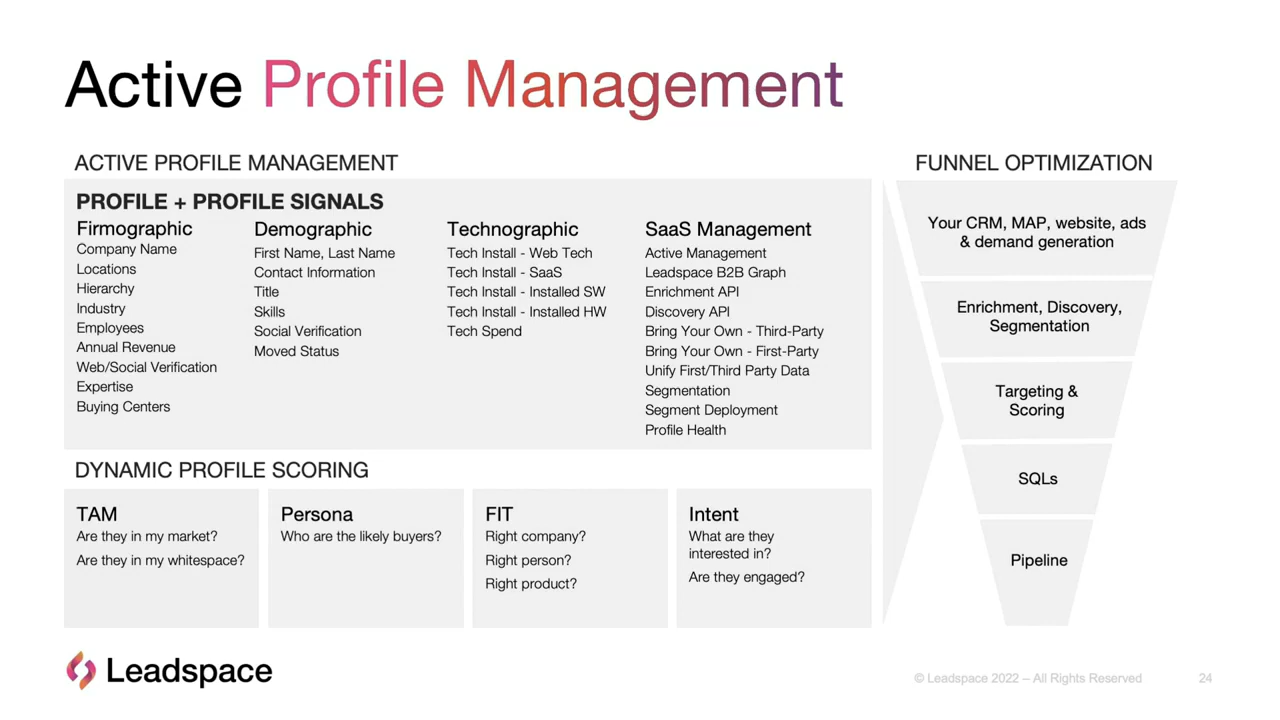 Active Profile Management
ACTIVE PROFILE MANAGEMENT
PROFILE + PROFILE SIGNALS
Firmographic
Company Name
Locations
Hierarchy
Industry
Employees
Annual Revenue
Web/Social Verification
Expertise
Buying Centers
Demographic
First Name, Last Name
Contact Information
Title
Skills
Social Verification
Moved Status
Technographic
Tech Install - Web Tech
Tech Install - SaaS
Tech Install - Installed SW
Tech Install - Installed HW
Tech Spend
SaaS Management
Active Management
Leadspace B2B Graph
Enrichment API
Discovery API
Bring Your Own - Third-Party
Bring Your Own - First-Party
Unify First/Third Party Data
Segmentation
Segment Deployment
Profile Health
DYNAMIC PROFILE SCORING
TAM
Are they in my market?
Are they in my whitespace?
Persona
Who are the likely buyers?
FIT
Right company?
Right person?
Right product?
Intent
What are they
interested in?
Are they engaged?
FUNNEL OPTIMIZATION
Your CRM, MAP, website, ads
& demand generation
Enrichment, Discovery,
Segmentation
Targeting &
Scoring
SQLs
Pipeline
Leadspace
© Leadspace 2022 – All Rights Reserved
24